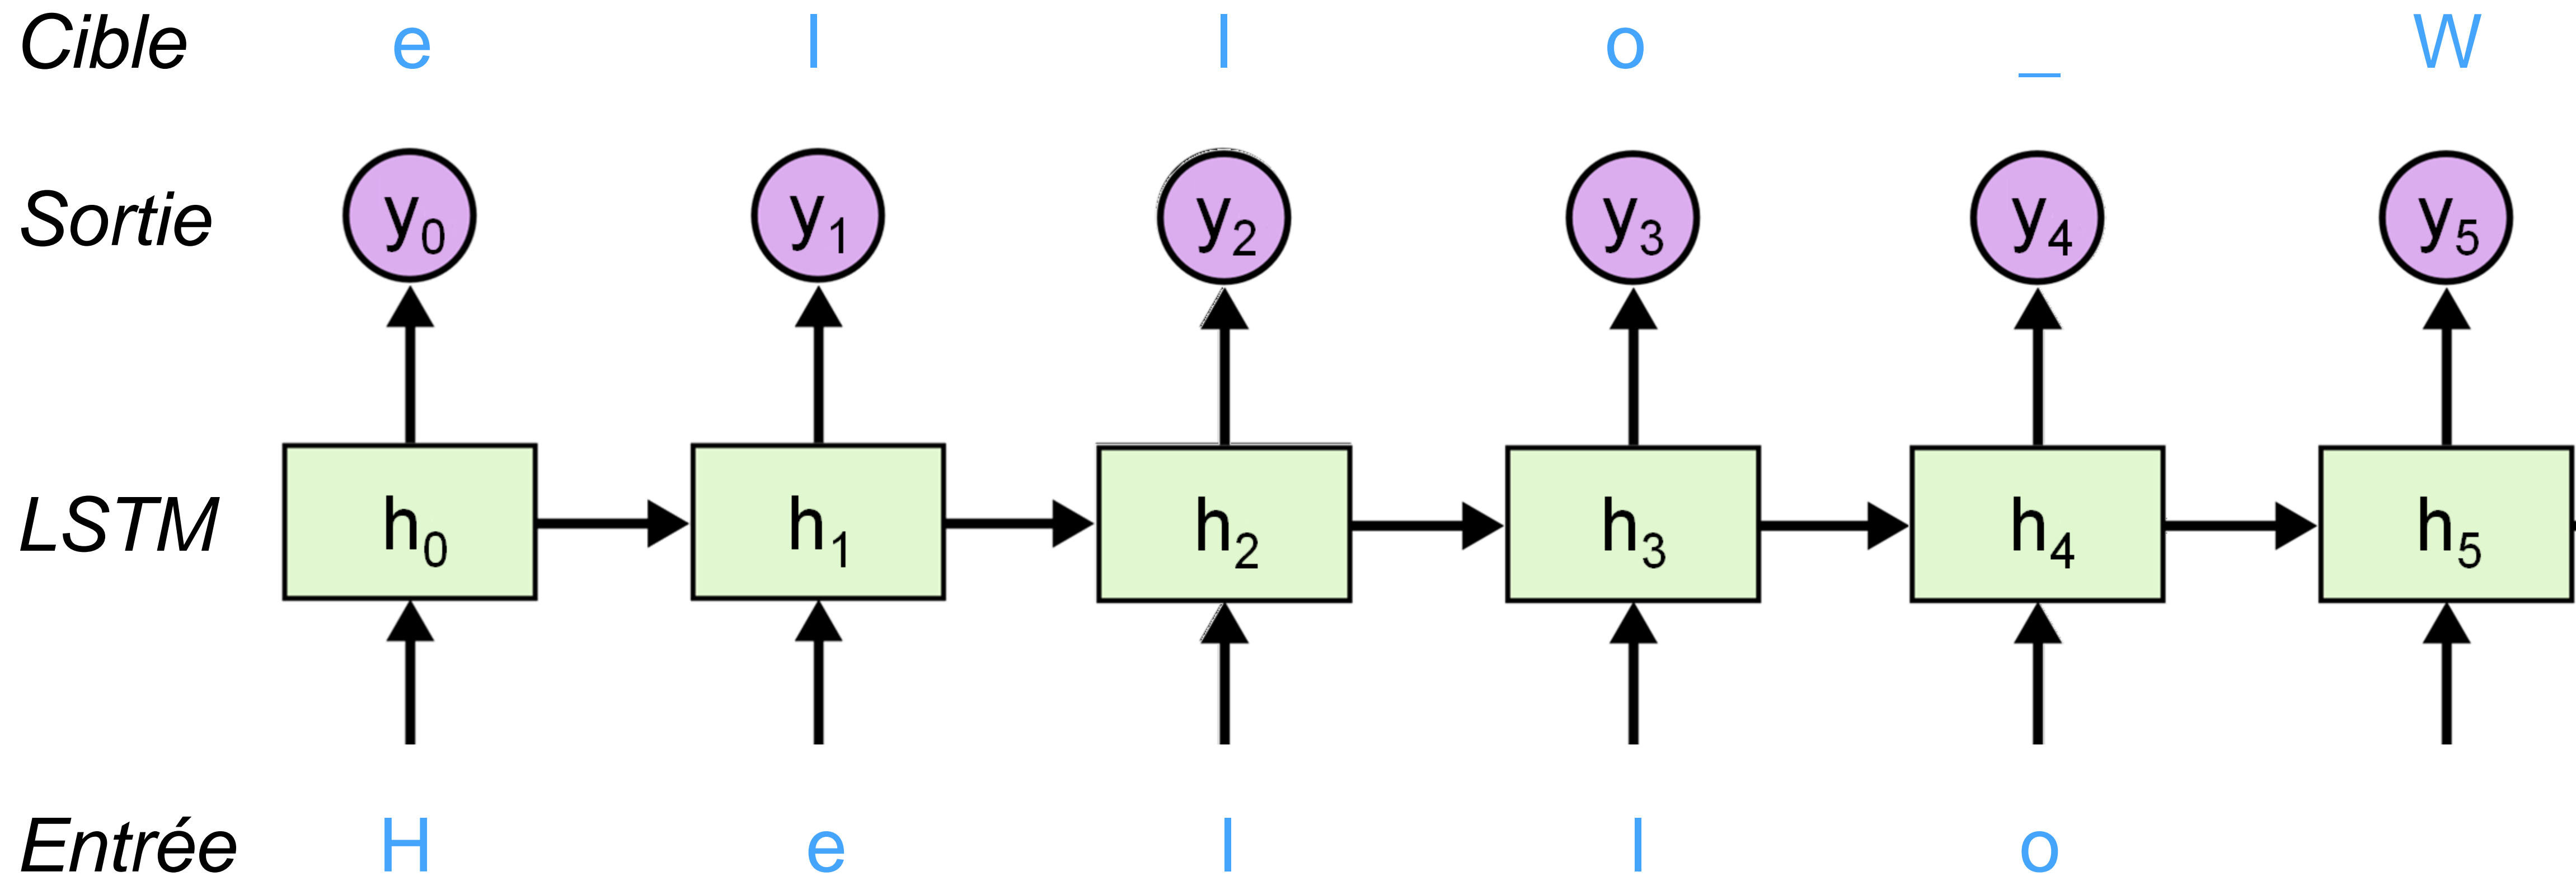 Cible e l l o _ W
Sortie y0 y1 y2 y3 y4 y5
LSTM h0 h1 h2 h3 h4 h5
Entrée H e l l o